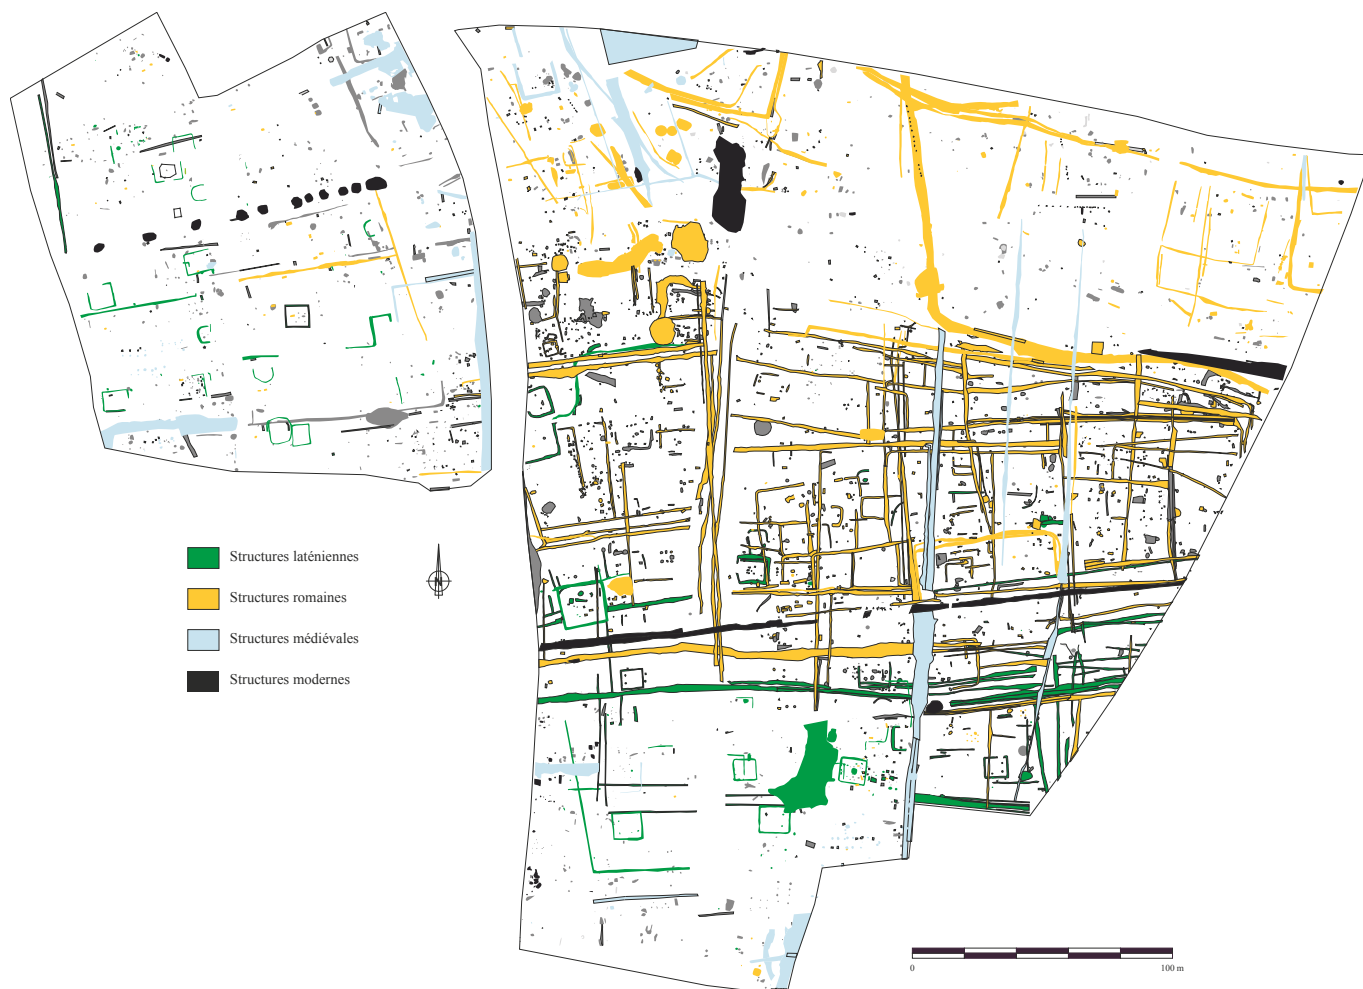 Structures laténiennes
Structures romaines
Structures médiévales
Structures modernes
N
0
100 m